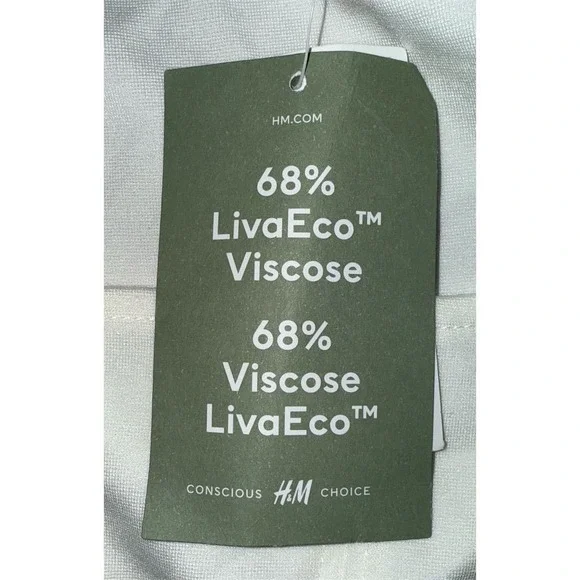 HM.COM
68%
LivaEco™
Viscose
68%
Viscose
LivaEco™
CONSCIOUS H&M CHOICE